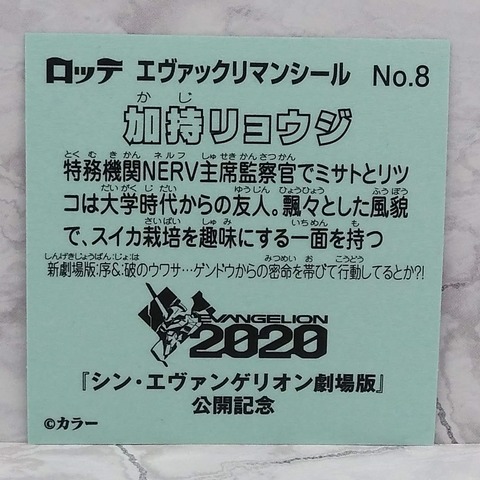 ロッテ エヴァックリマンシール No.8
かじ
加持リョウジ
とくむきかん ネルフ しゅせきかんさつかん
特務機関NERV主席監察官でミサトとリツ
だいがくじだい ゆうじん ひょうひょう ふうぼう
コは大学時代からの友人。飄々とした風貌
さいばい しゅみ いちめん も
で、スイカ栽培を趣味にする一面を持つ
しんげきじょうばん:じょ:は みつめい お こうどう
新劇場版:序&:破のウワサ…ゲンドウからの密命を帯びて行動してるとか?!
EVANGELION
2020
『シン・エヴァンゲリオン劇場版』
公開記念
©カラー